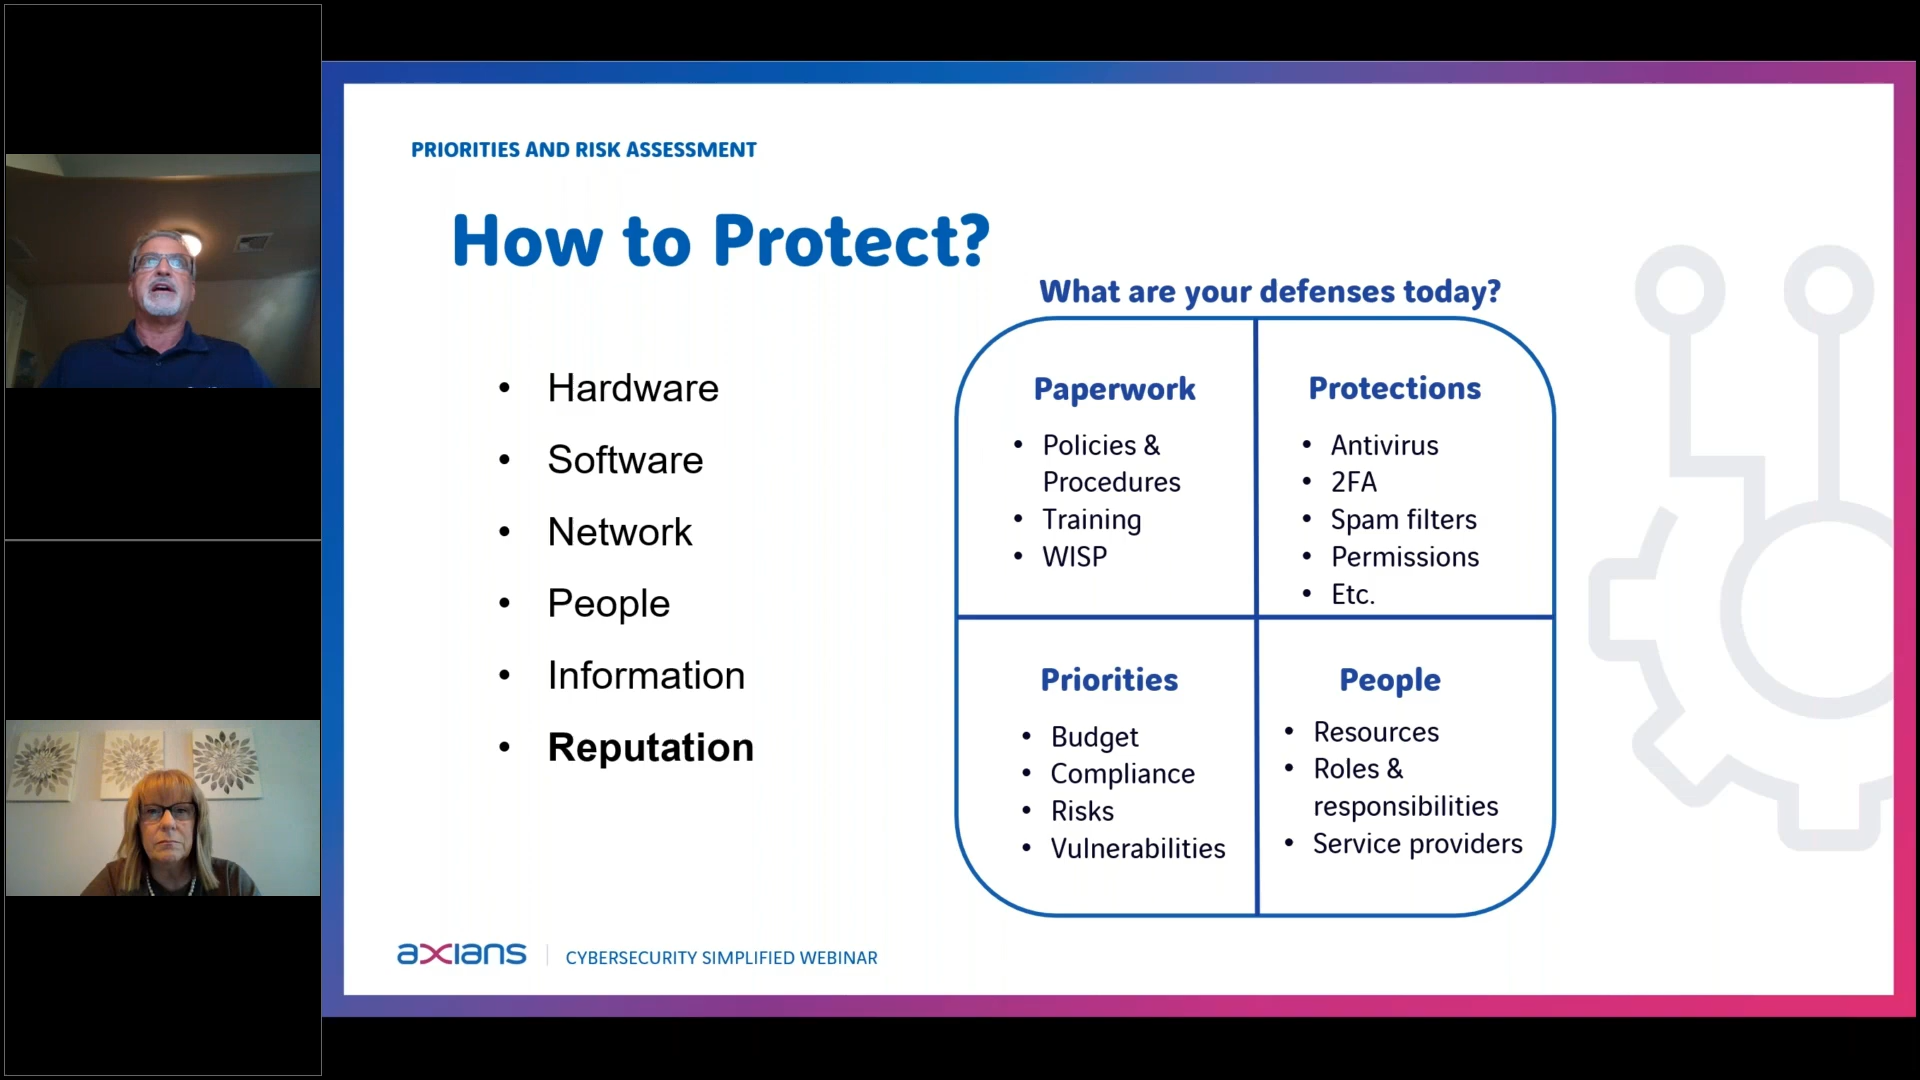 PRIORITIES AND RISK ASSESSMENT
How to Protect?
• Hardware
• Software
• Network
• People
• Information
• Reputation
What are your defenses today?
Paperwork
• Policies &
Procedures
• Training
• WISP
Protections
• Antivirus
• 2FA
• Spam filters
• Permissions
• Etc.
Priorities
• Budget
• Compliance
• Risks
• Vulnerabilities
People
• Resources
• Roles &
responsibilities
• Service providers
axians
CYBERSECURITY SIMPLIFIED WEBINAR